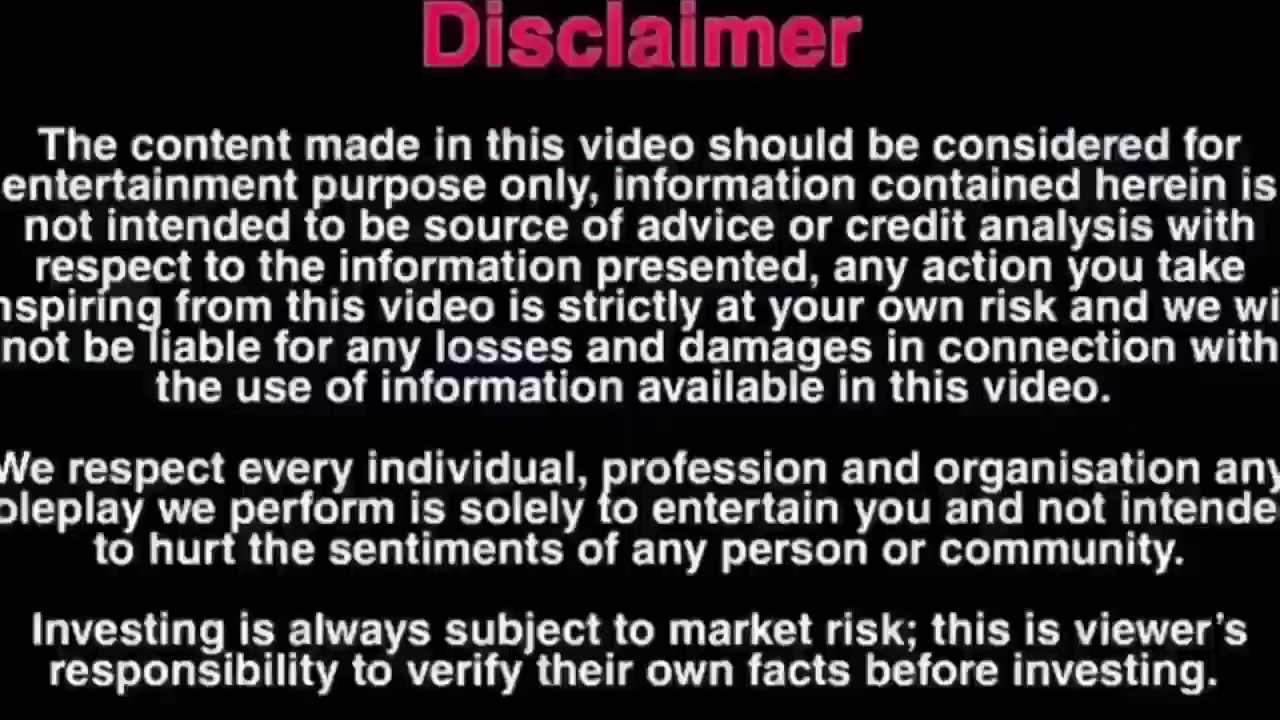 Disclaimer
The content made in this video should be considered for
entertainment purpose only, information contained herein is
not intended to be source of advice or credit analysis with
respect to the information presented, any action you take
nspiring from this video is strictly at your own risk and we wi
not be liable for any losses and damages in connection with
the use of information available in this video.
We respect every individual, profession and organisation any
oleplay we perform is solely to entertain you and not intende
to hurt the sentiments of any person or community.
Investing is always subject to market risk; this is viewer's
responsibility to verify their own facts before investing.